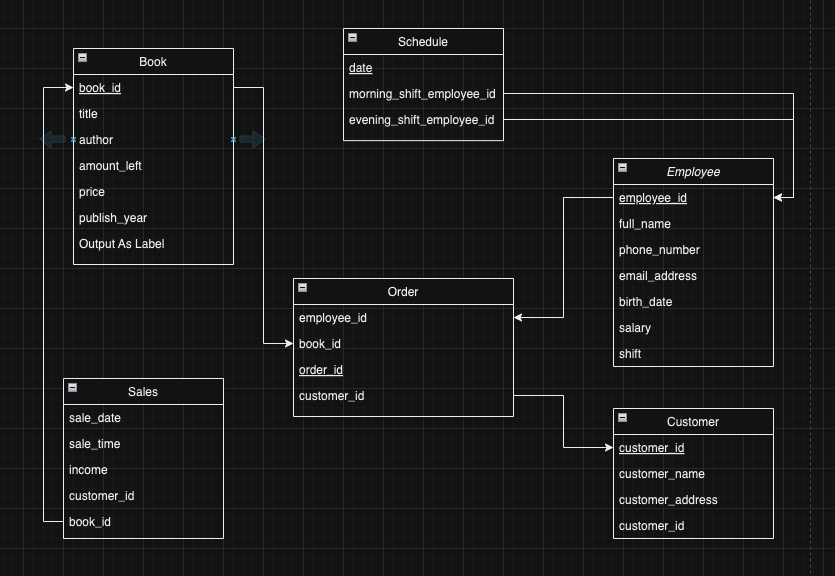 Book
book_id
title
author
amount_left
price
publish_year
Output As Label
Schedule
date
morning_shift_employee_id
evening_shift_employee_id
Employee
employee_id
full_name
phone_number
email_address
birth_date
salary
shift
Order
employee_id
book_id
order_id
customer_id
Sales
sale_date
sale_time
income
customer_id
book_id
Customer
customer_id
customer_name
customer_address
customer_id